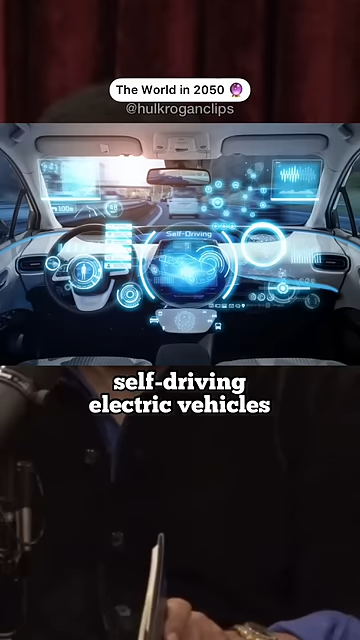 The World in 2050 🔮
@hulkroganclips
Self-Driving
self-driving
electric vehicles